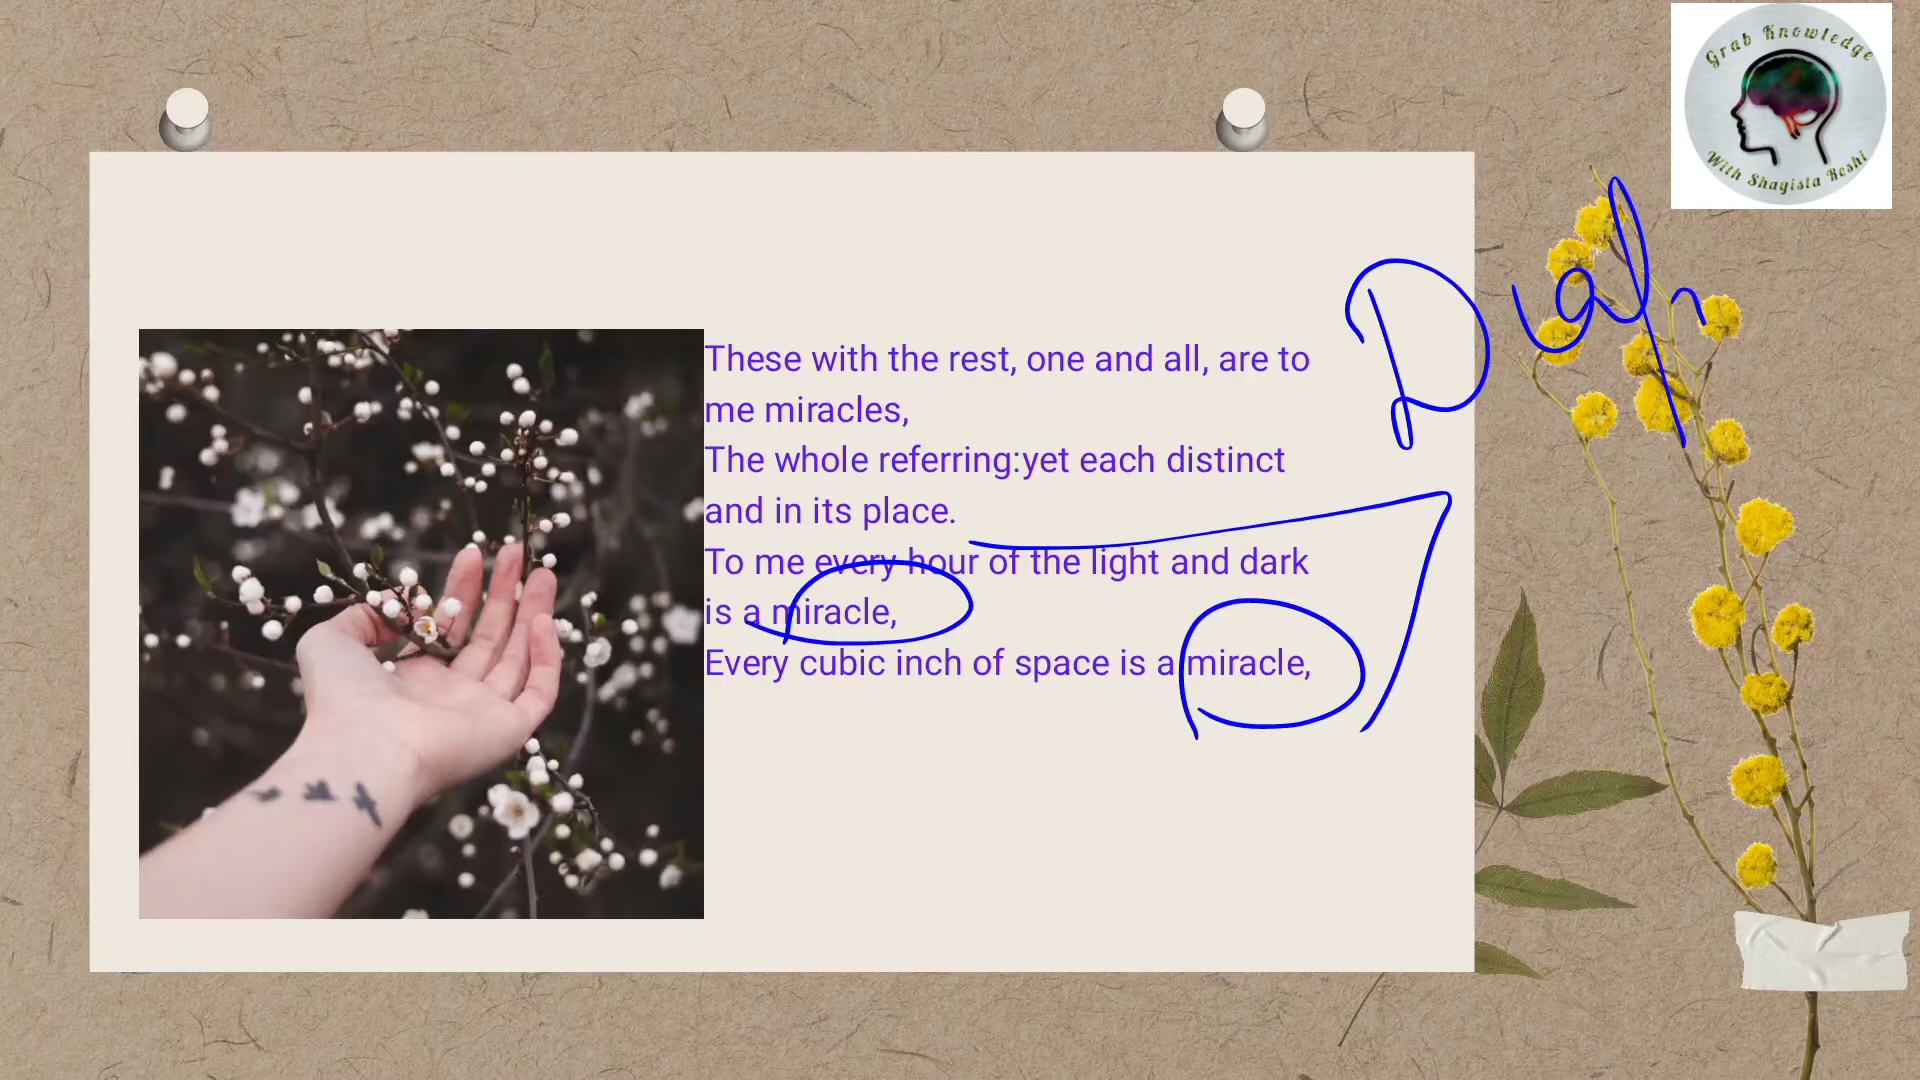 Grab Knowledge
With Shayista Reshi
These with the rest, one and all, are to
me miracles,
The whole referring:yet each distinct
and in its place.
To me every hour of the light and dark
is a miracle,
Every cubic inch of space is a miracle,